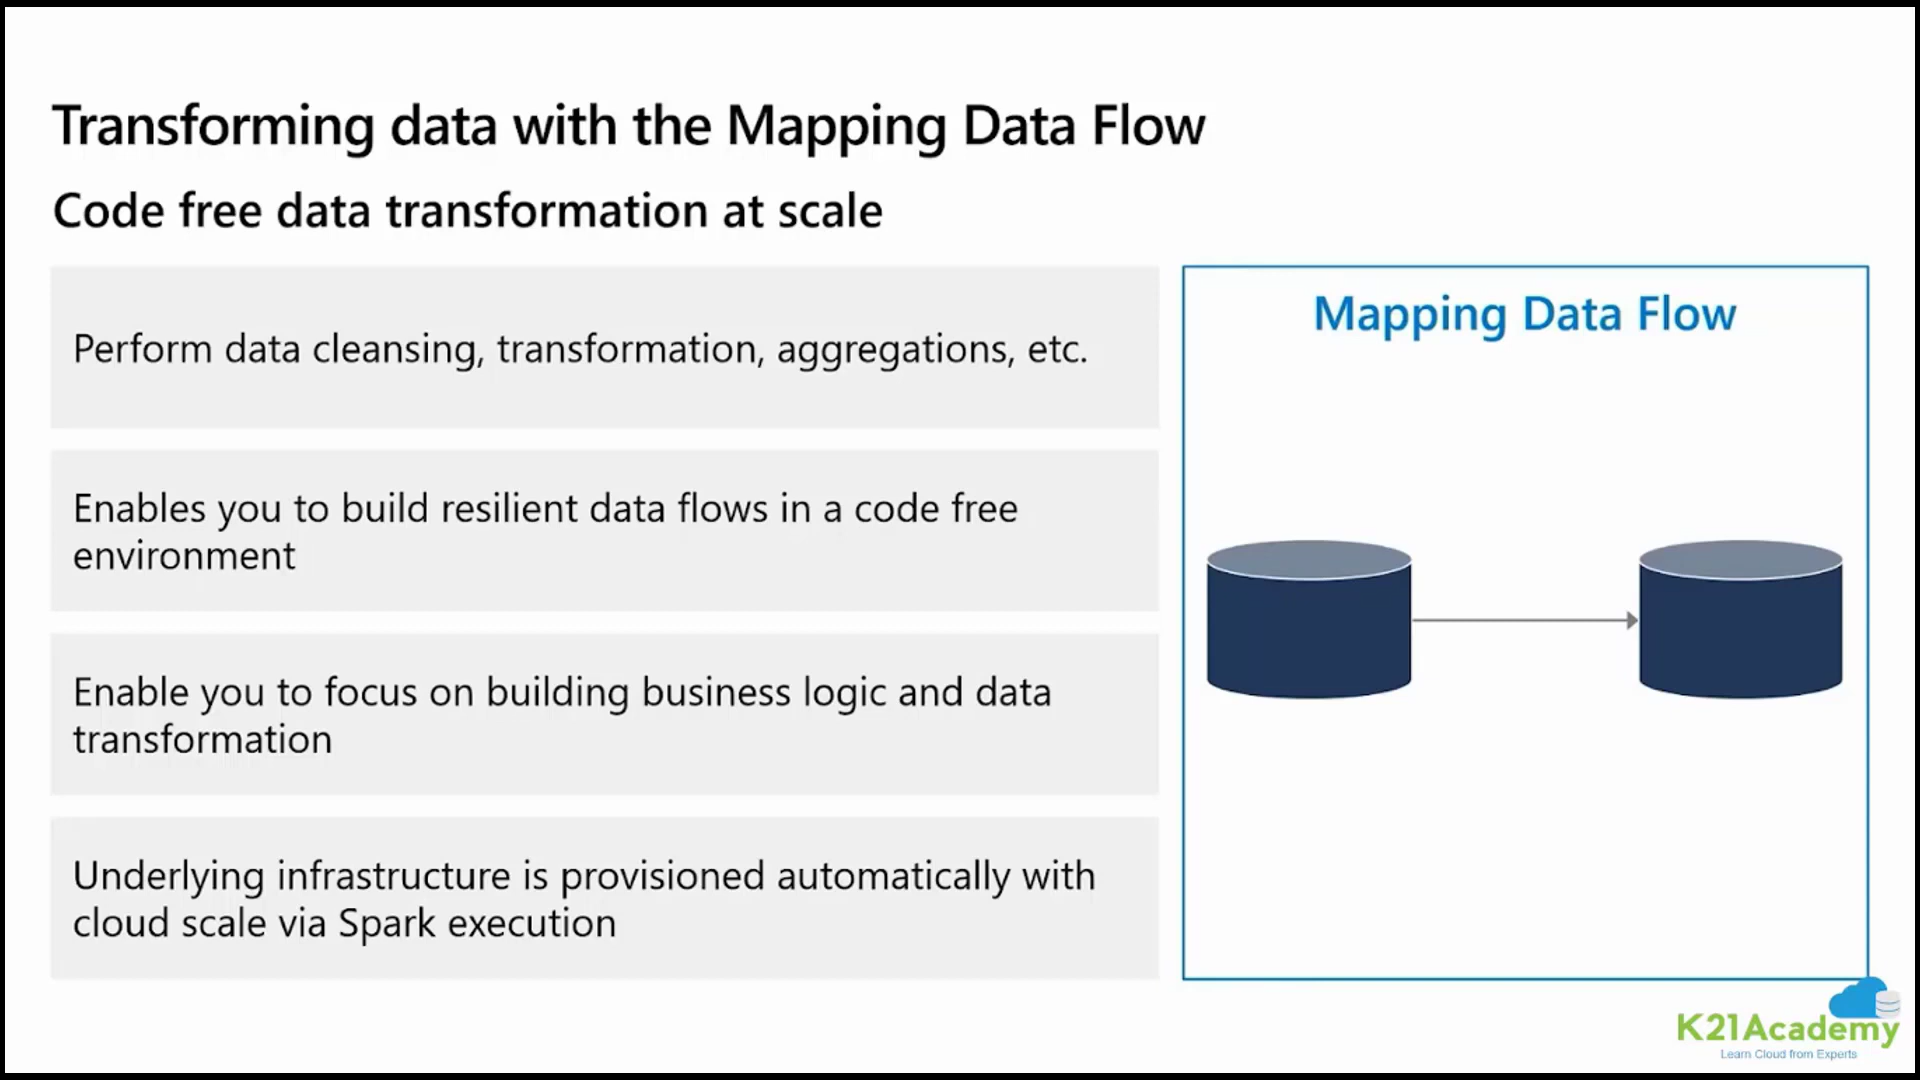 Transforming data with the Mapping Data Flow
Code free data transformation at scale
Perform data cleansing, transformation, aggregations, etc.
Enables you to build resilient data flows in a code free
environment
Enable you to focus on building business logic and data
transformation
Underlying infrastructure is provisioned automatically with
cloud scale via Spark execution
Mapping Data Flow
K21Academy
Learn Cloud from Experts